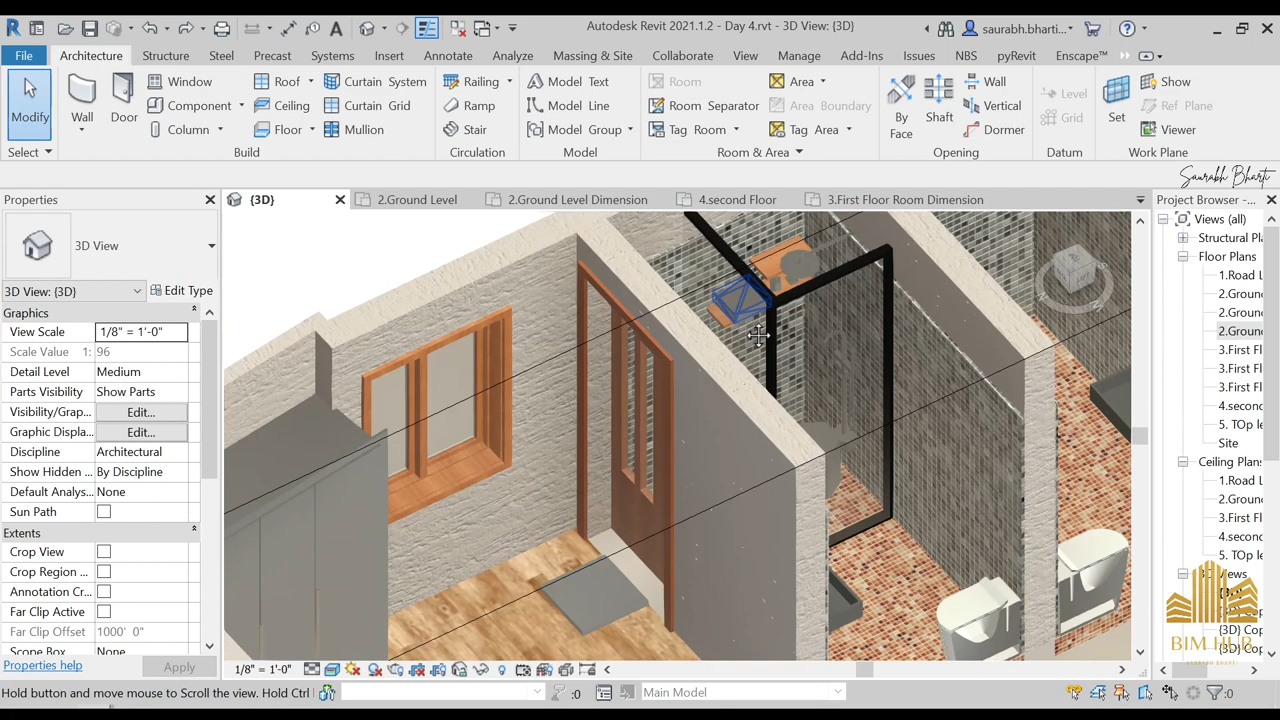 Autodesk Revit 2021.1.2 - Day 4.rvt - 3D View: {3D}
saurabh.bharti...
File Architecture Structure Steel Precast Systems Insert Annotate Analyze Massing & Site Collaborate View Manage Add-Ins Issues NBS pyRevit Enscape™
Window Roof Curtain System Railing Model Text Room Area Wall Level Show
Component Ceiling Curtain Grid Ramp Model Line Room Separator Area Boundary Vertical Grid Ref Plane
Modify Wall Door By Face Shaft Set
Column Floor Mullion Stair Model Group Tag Room Tag Area Dormer Viewer
Select Build Circulation Model Room & Area Opening Datum Work Plane
Saurabh Bharti
Properties {3D} 2.Ground Level 2.Ground Level Dimension 4.second Floor 3.First Floor Room Dimension Project Browser
3D View
3D View: {3D} Edit Type
Graphics
View Scale 1/8" = 1'-0"
Scale Value 1: 96
Detail Level Medium
Parts Visibility Show Parts
Visibility/Grap... Edit...
Graphic Displa... Edit...
Discipline Architectural
Show Hidden ... By Discipline
Default Analys... None
Sun Path
Extents
Crop View
Crop Region ...
Annotation Cr...
Far Clip Active
Far Clip Offset 1000' 0"
Scope Box None
Properties help Apply
Views (all)
Structural Pla
Floor Plans
1.Road L
2.Ground
2.Ground
2.Ground
3.First Fl
3.First Fl
3.First Fl
4.second
5. TOp le
Site
Ceiling Plans
1.Road L
2.Ground
3.First Fl
4.second
5. TOp le
3D Views
(3D) Cop
(3D) Cop
BIM HUB
1/8" = 1'-0"
Hold button and move mouse to Scroll the view. Hold Ctrl :0 Main Model :0